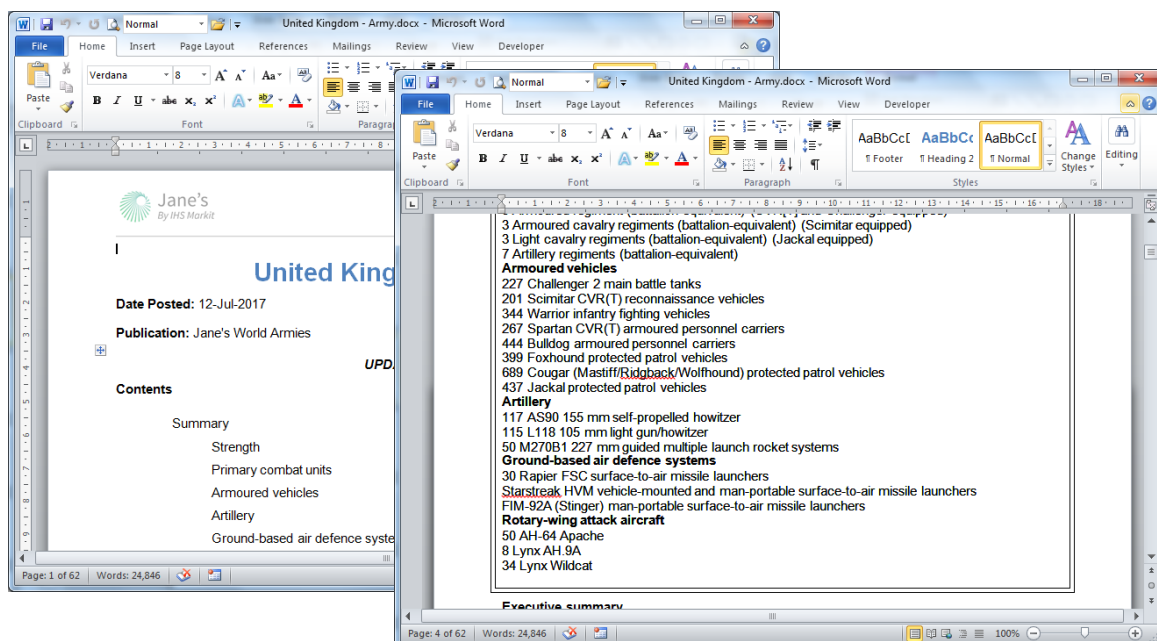 United Kingdom - Army.docx - Microsoft Word
Normal
File Home Insert Page Layout References Mailings Review View Developer
Verdana 8
Paste
Clipboard Font Paragra
Jane's
By IHS Markit
United King
Date Posted: 12-Jul-2017
Publication: Jane's World Armies
UPD
Contents
Summary
Strength
Primary combat units
Armoured vehicles
Artillery
Ground-based air defence syste
Page: 1 of 62 Words: 24,846
United Kingdom - Army.docx - Microsoft Word
Normal
File Home Insert Page Layout References Mailings Review View Developer
Verdana 8
Paste
AaBbCcD AaBbCc AaBbCcD
¶ Footer ¶ Heading 2 ¶ Normal
Change Styles
Editing
Clipboard Font Paragraph Styles
3 Armoured cavalry regiments (battalion-equivalent) (Scimitar equipped)
3 Light cavalry regiments (battalion-equivalent) (Jackal equipped)
7 Artillery regiments (battalion-equivalent)
Armoured vehicles
227 Challenger 2 main battle tanks
201 Scimitar CVR(T) reconnaissance vehicles
344 Warrior infantry fighting vehicles
267 Spartan CVR(T) armoured personnel carriers
444 Bulldog armoured personnel carriers
399 Foxhound protected patrol vehicles
689 Cougar (Mastiff/Ridgback/Wolfhound) protected patrol vehicles
437 Jackal protected patrol vehicles
Artillery
117 AS90 155 mm self-propelled howitzer
115 L118 105 mm light gun/howitzer
50 M270B1 227 mm guided multiple launch rocket systems
Ground-based air defence systems
30 Rapier FSC surface-to-air missile launchers
Starstreak HVM vehicle-mounted and man-portable surface-to-air missile launchers
FIM-92A (Stinger) man-portable surface-to-air missile launchers
Rotary-wing attack aircraft
50 AH-64 Apache
8 Lynx AH.9A
34 Lynx Wildcat
Executive summary
Page: 4 of 62 Words: 24,846 100%